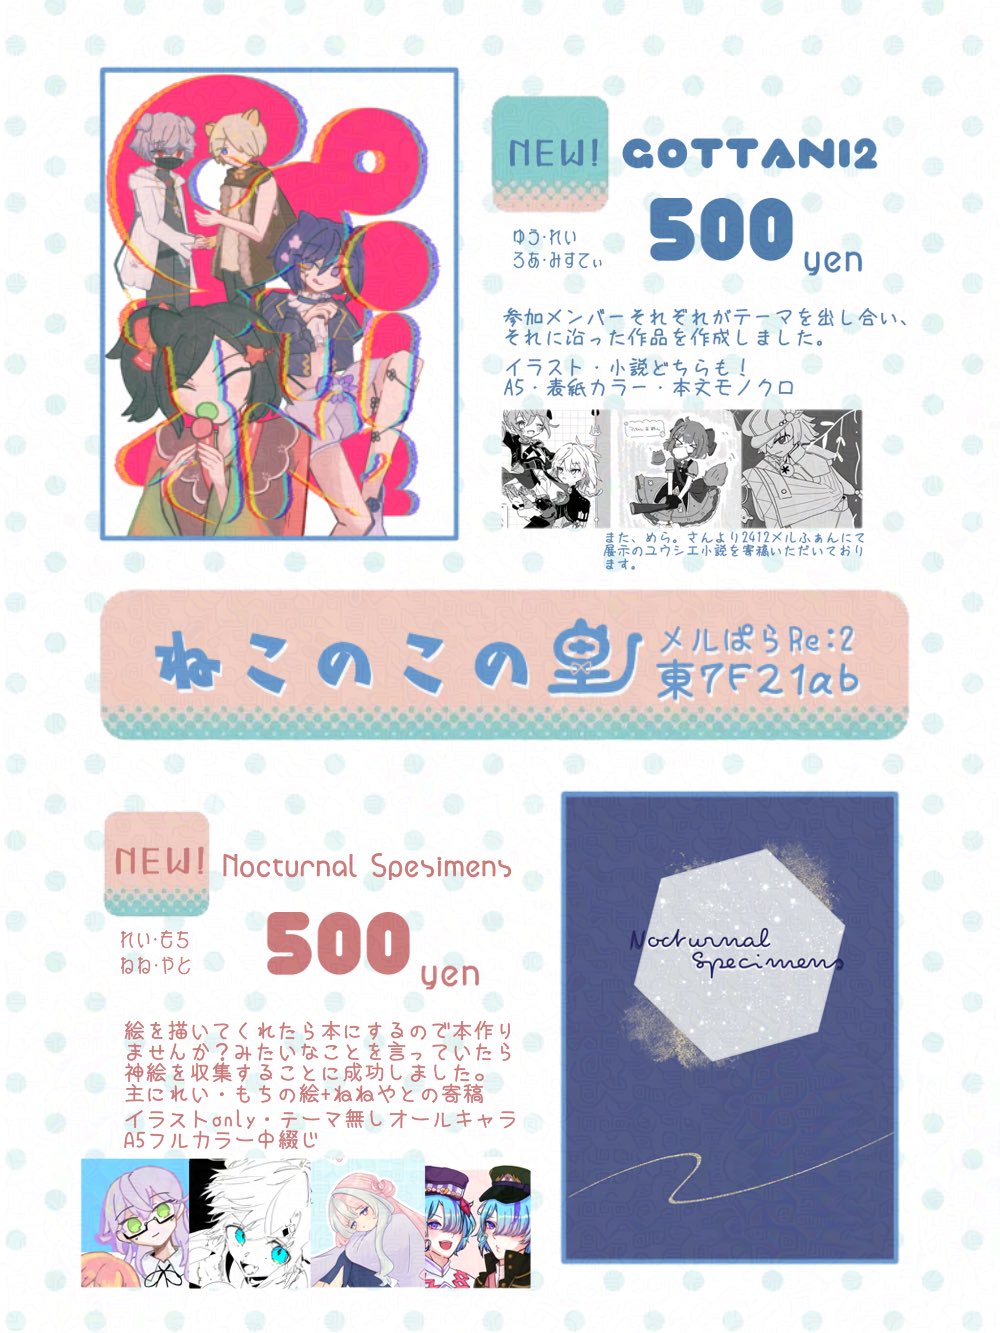 NEW!
GOTTANI2
500 yen
ゆう・れい
ろあ・みすてぃ
参加メンバーそれぞれがテーマを出し合い、
それに沿った作品を作成しました。
イラスト・小説どちらも！
A5・表紙カラー・本文モノクロ
また、めら。さんより2412メルふぁんにて
展示のユウシエ小説を寄稿いただいており
ます。
ねこのこの里
メルぱらRe:2
東7F21ab
NEW!
Nocturnal Spesimens
500 yen
れい・もち
ねね・やと
絵を描いてくれたら本にするので本作り
ませんか？みたいなことを言っていたら
神絵を収集することに成功しました。
主にれい・もちの絵+ねねやとの寄稿
イラストonly・テーマ無しオールキャラ
A5フルカラー中綴じ
Nocturnal
Specimens